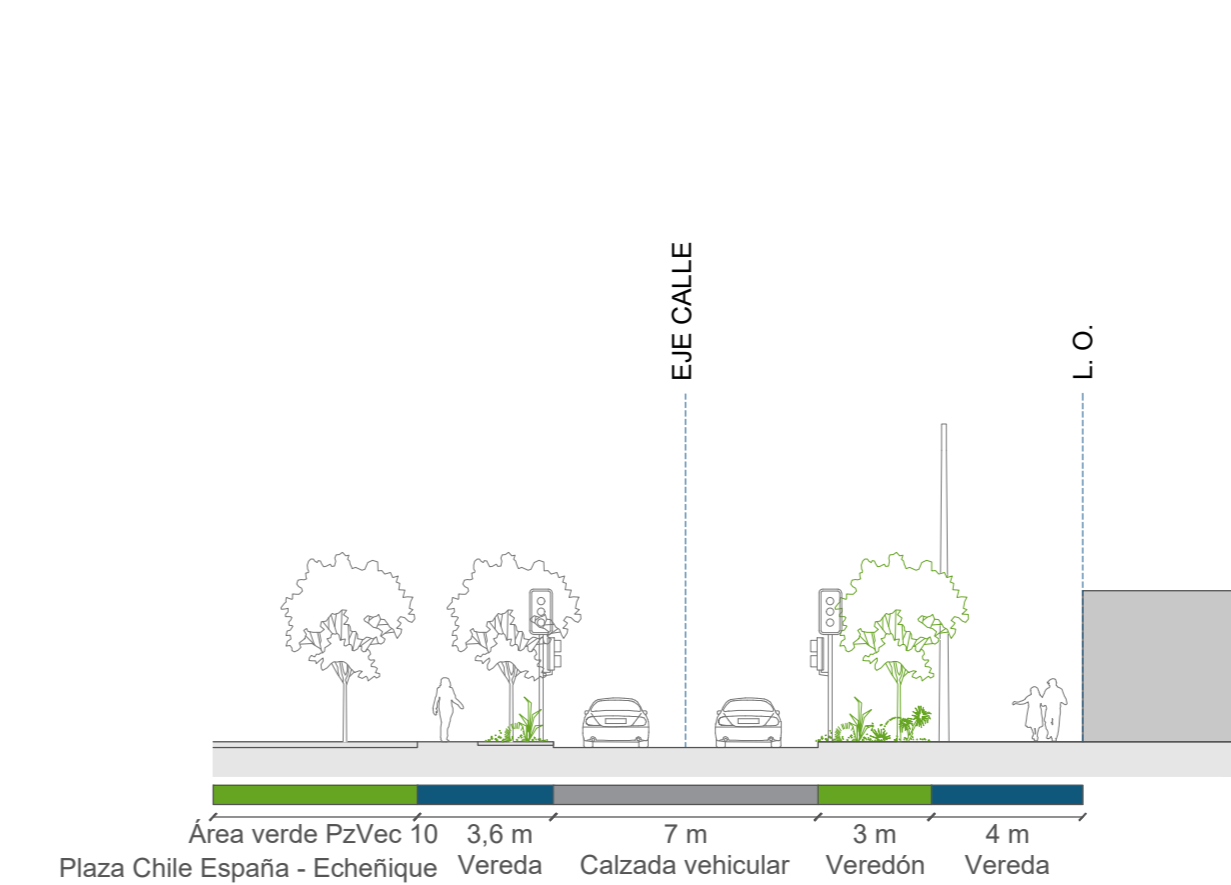 EJE CALLE
L. O.
Área verde PzVec 10
Plaza Chile España - Echeñique
3,6 m
Vereda
7 m
Calzada vehicular
3 m
Veredón
4 m
Vereda